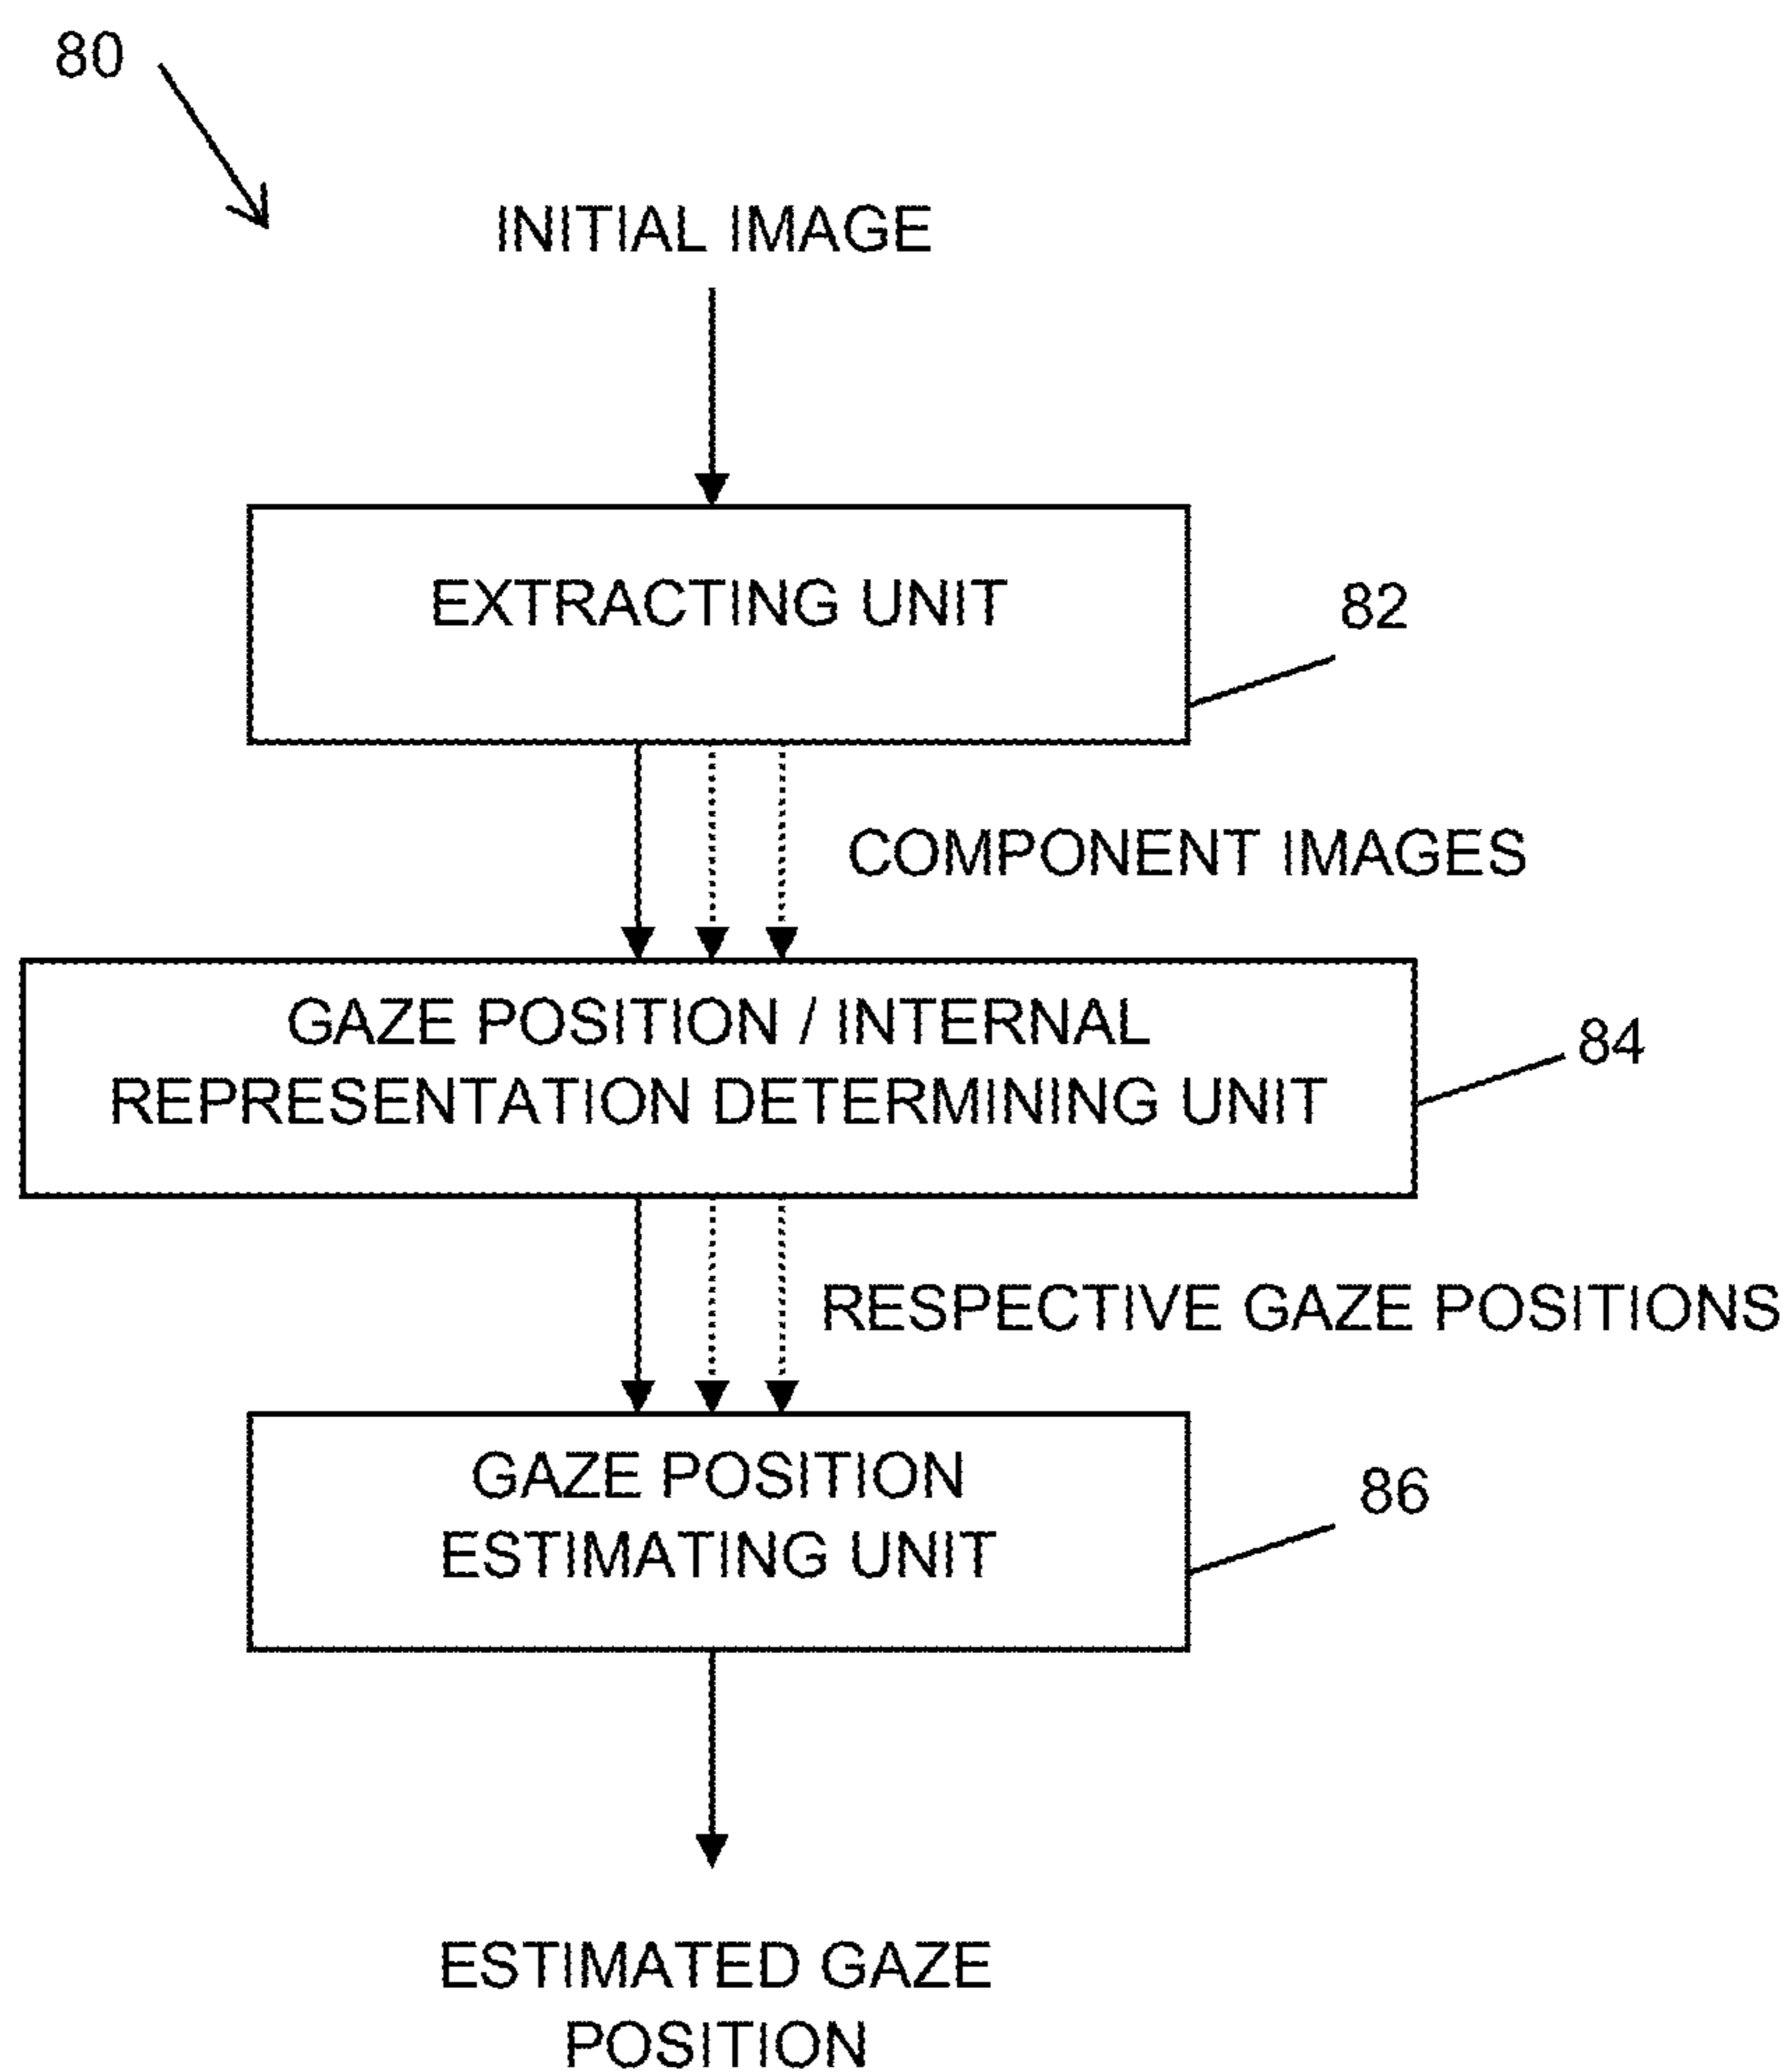 80
INITIAL IMAGE
EXTRACTING UNIT
82
COMPONENT IMAGES
GAZE POSITION / INTERNAL
REPRESENTATION DETERMINING UNIT
84
RESPECTIVE GAZE POSITIONS
GAZE POSITION
ESTIMATING UNIT
86
ESTIMATED GAZE
POSITION